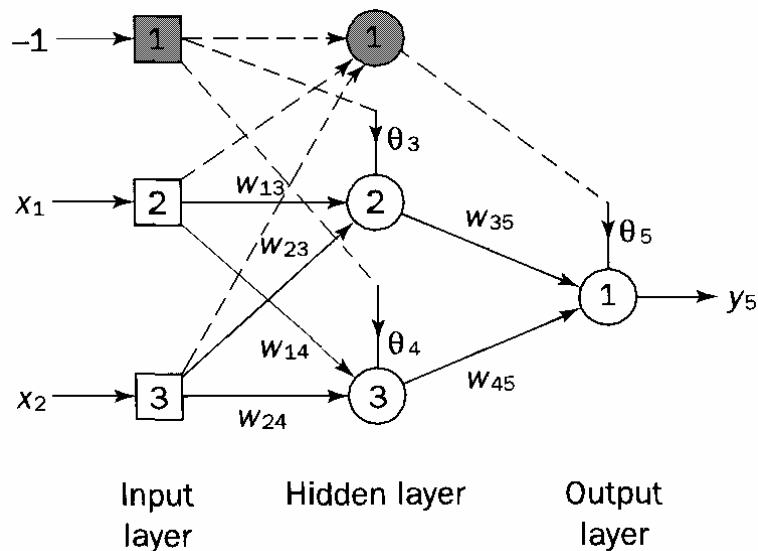 –1
1
1
θ3
x1
2
w13
2
w35
w23
θ5
1
y5
w14
θ4
x2
3
w24
3
w45
Input layer
Hidden layer
Output layer